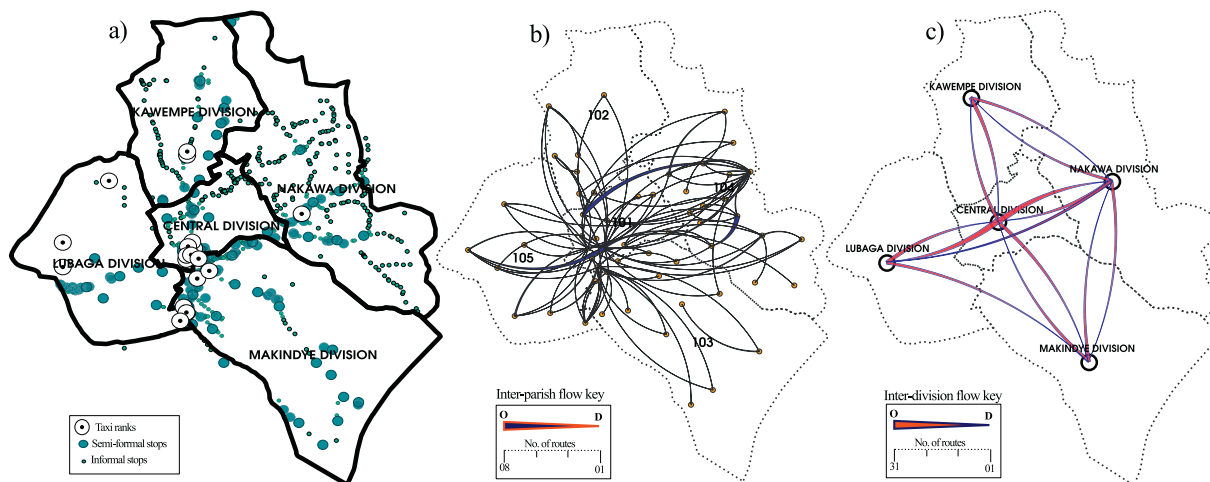 a)
KAWEMPE DIVISION
NAKAWA DIVISION
CENTRAL DIVISION
LUBAGA DIVISION
MAKINDYE DIVISION
Taxi ranks
Semi-formal stops
Informal stops
b)
102
104
101
105
103
Inter-parish flow key
O D
No. of routes
08 01
c)
KAWEMPE DIVISION
NAKAWA DIVISION
CENTRAL DIVISION
LUBAGA DIVISION
MAKINDYE DIVISION
Inter-division flow key
O D
No. of routes
31 01